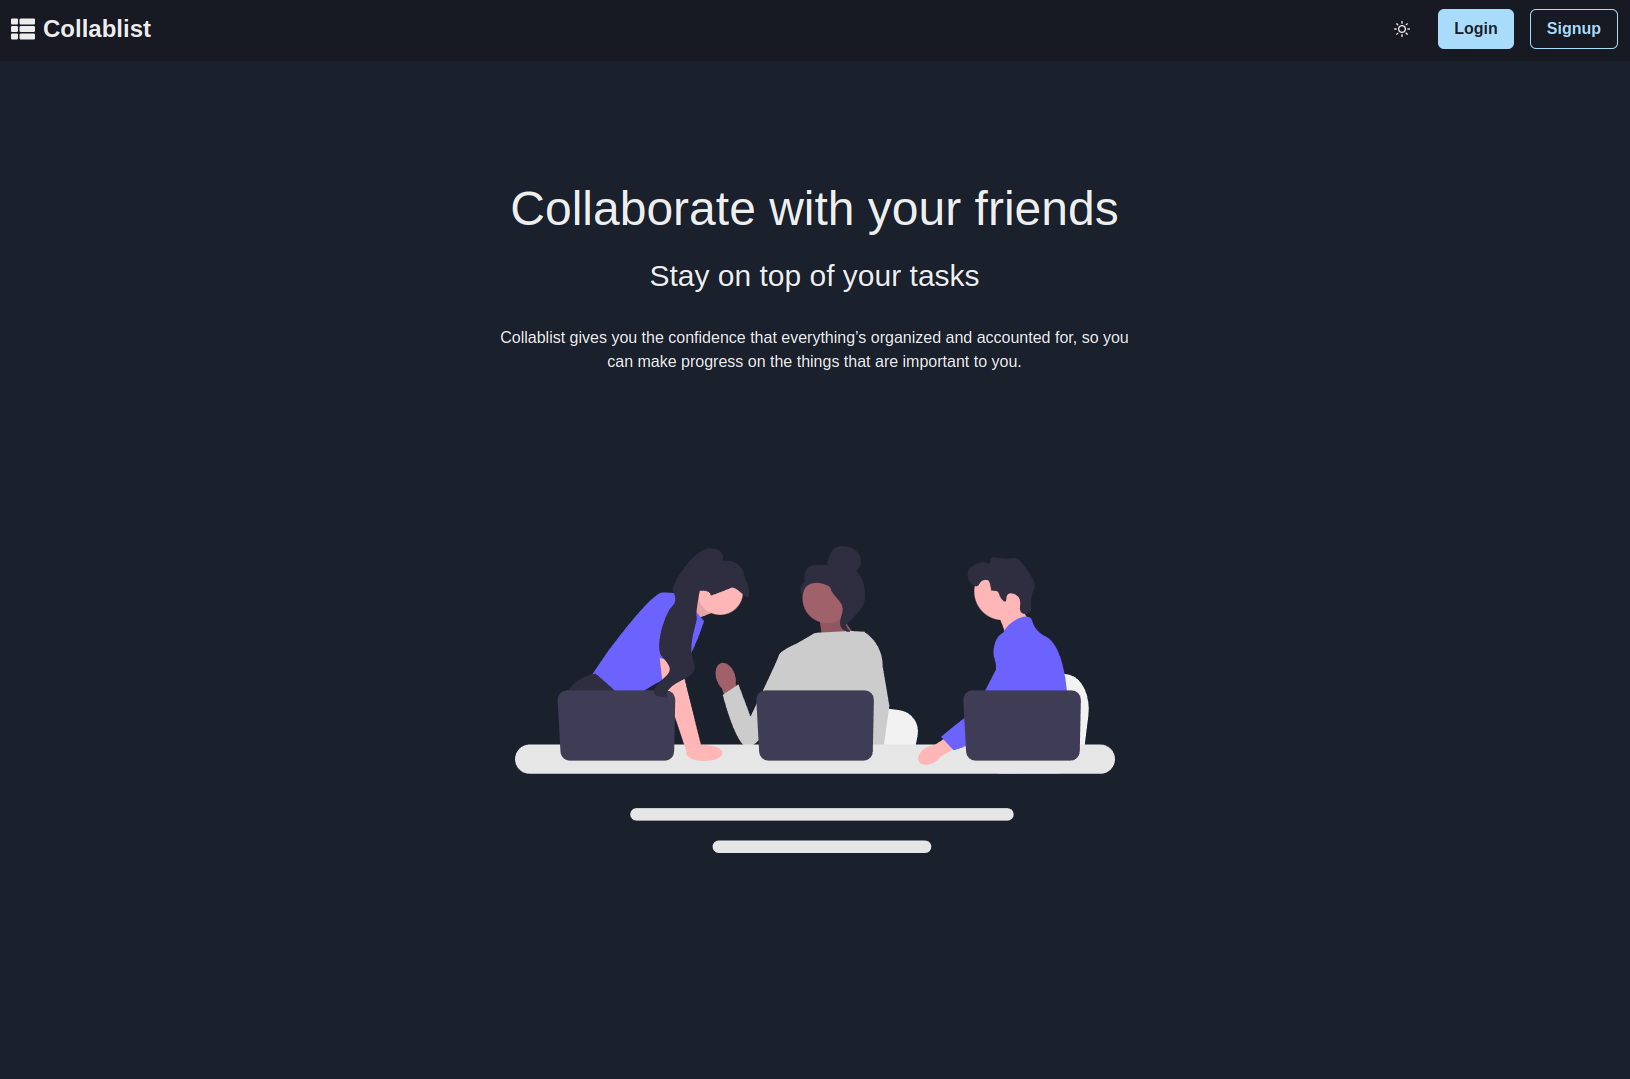 Collablist
Login
Signup
Collaborate with your friends
Stay on top of your tasks
Collablist gives you the confidence that everything’s organized and accounted for, so you
can make progress on the things that are important to you.